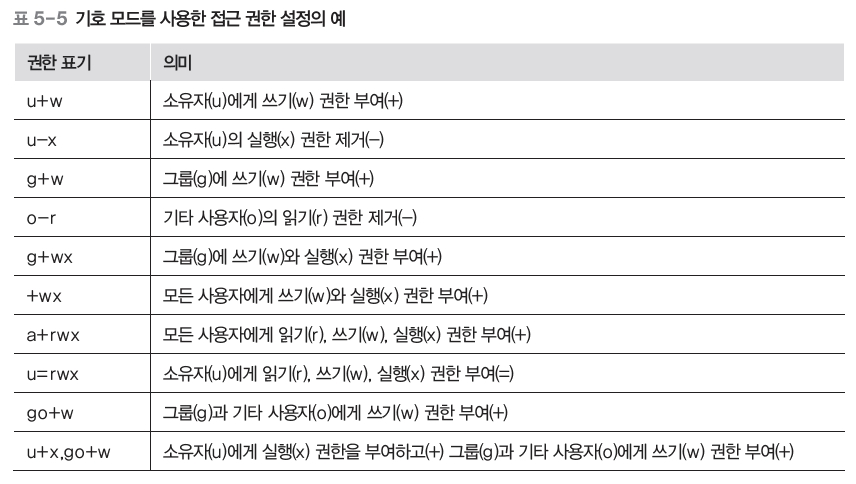 표 5-5 기호 모드를 사용한 접근 권한 설정의 예
권한 표기 의미
u+w 소유자(u)에게 쓰기(w) 권한 부여(+)
u-x 소유자(u)의 실행(x) 권한 제거(-)
g+w 그룹(g)에 쓰기(w) 권한 부여(+)
o-r 기타 사용자(o)의 읽기(r) 권한 제거(-)
g+wx 그룹(g)에 쓰기(w)와 실행(x) 권한 부여(+)
+wx 모든 사용자에게 쓰기(w)와 실행(x) 권한 부여(+)
a+rwx 모든 사용자에게 읽기(r), 쓰기(w), 실행(x) 권한 부여(+)
u=rwx 소유자(u)에게 읽기(r), 쓰기(w), 실행(x) 권한 부여(=)
go+w 그룹(g)과 기타 사용자(o)에게 쓰기(w) 권한 부여(+)
u+x,go+w 소유자(u)에게 실행(x) 권한을 부여하고(+) 그룹(g)과 기타 사용자(o)에게 쓰기(w) 권한 부여(+)